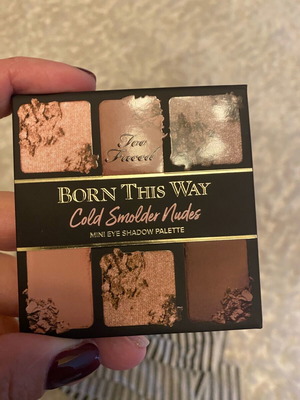 Too
Faced
BORN THIS WAY
Cold Smolder Nudes
MINI EYE SHADOW PALETTE